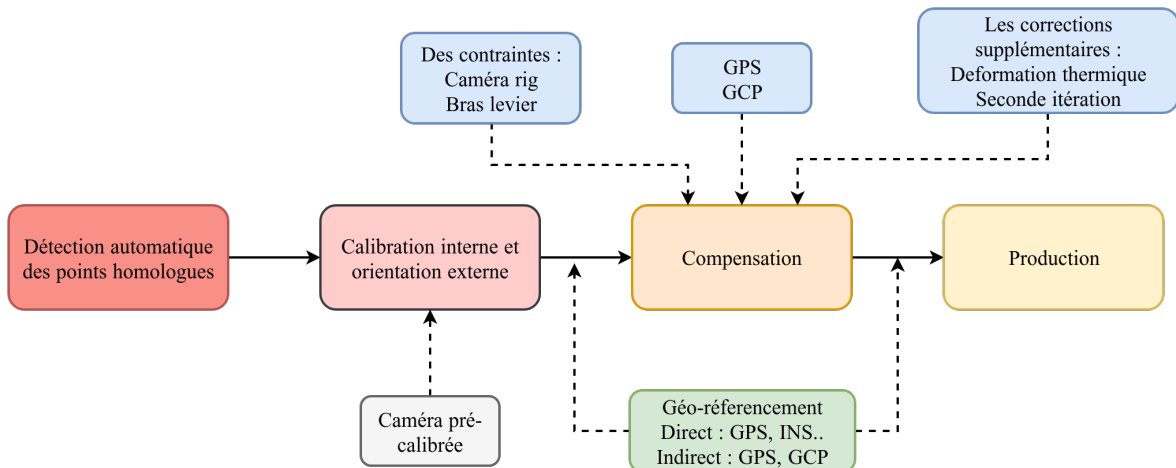 Des contraintes :
Caméra rig
Bras levier
GPS
GCP
Les corrections
supplémentaires :
Deformation thermique
Seconde itération
Détection automatique
des points homologues
Calibration interne et
orientation externe
Compensation
Production
Caméra pré-
calibrée
Géo-réferencement
Direct : GPS, INS..
Indirect : GPS, GCP